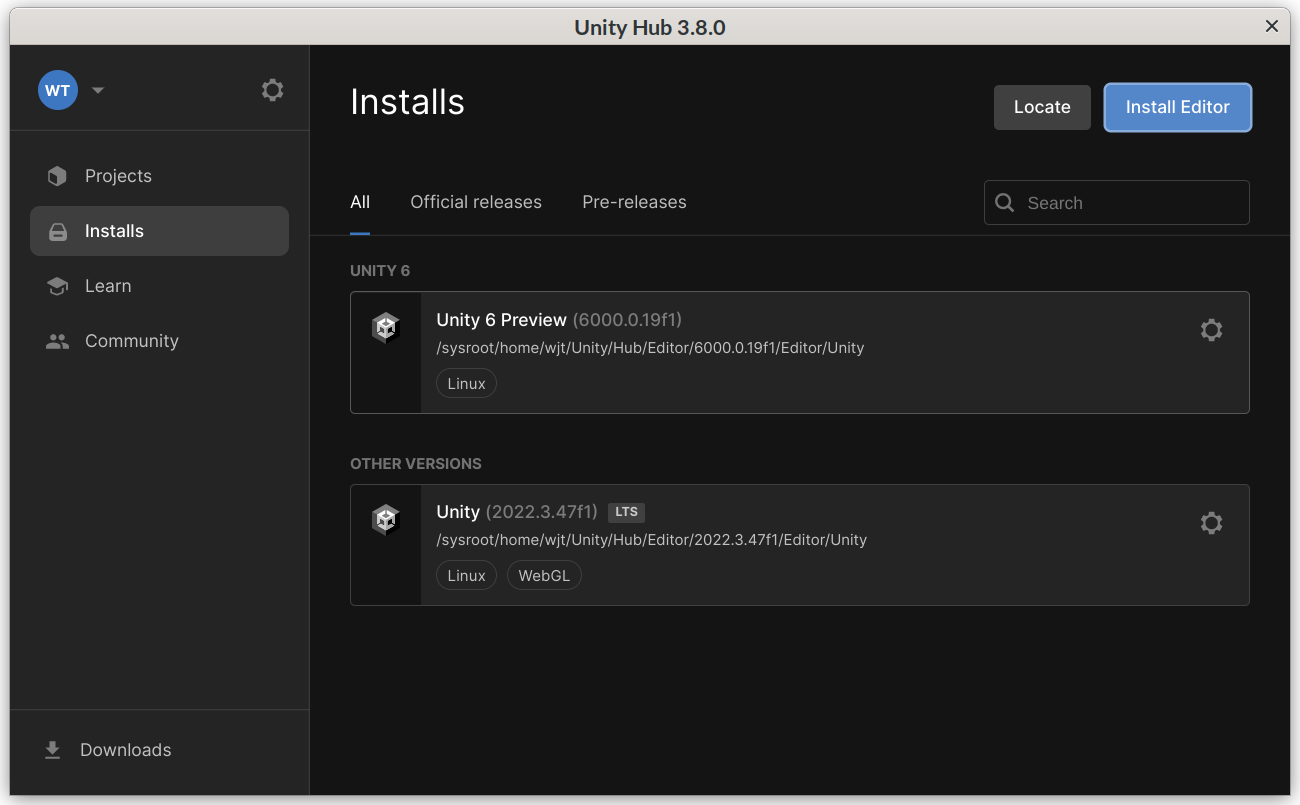 Unity Hub 3.8.0
WT
Projects
Installs
Learn
Community
Downloads
Installs
Locate
Install Editor
All
Official releases
Pre-releases
Search
UNITY 6
Unity 6 Preview (6000.0.19f1)
/sysroot/home/wjt/Unity/Hub/Editor/6000.0.19f1/Editor/Unity
Linux
OTHER VERSIONS
Unity (2022.3.47f1) LTS
/sysroot/home/wjt/Unity/Hub/Editor/2022.3.47f1/Editor/Unity
Linux WebGL